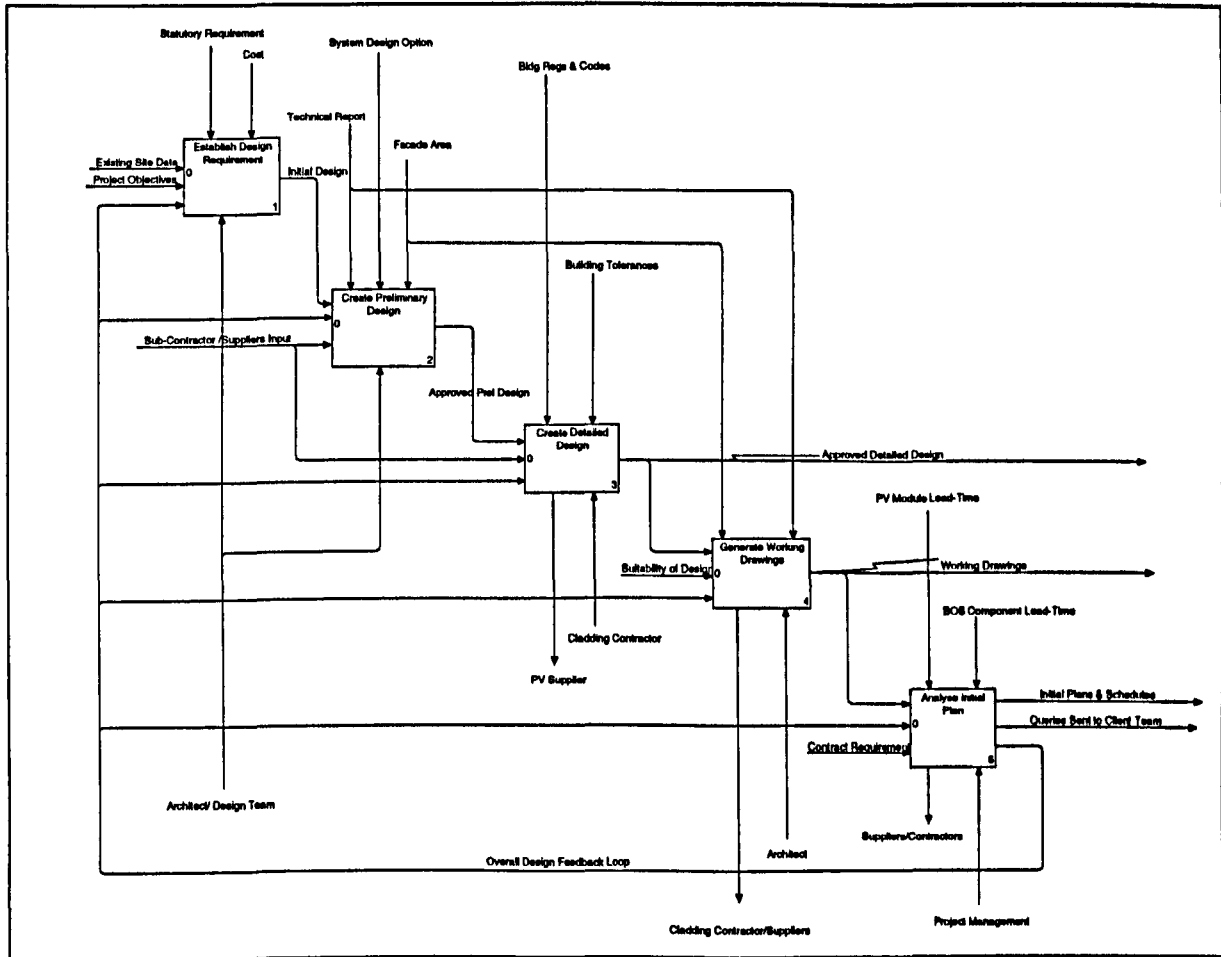 Statutory Requirement
Cost
System Design Option
Bldg Regs & Codes
Technical Report
Facade Area
Establish Design
Requirement
Existing Site Data
0
Project Objectives
1
Initial Design
Building Tolerances
Create Preliminary
Design
0
Sub-Contractor /Suppliers Input
2
Approved Prel Design
Create Detailed
Design
0
3
Approved Detailed Design
PV Module Lead-Time
Generate Working
Drawings
Suitability of Design
0
4
Working Drawings
BOS Component Lead-Time
Cladding Contractor
PV Supplier
Analyse Initial
Plan
0
Initial Plans & Schedules
Queries Sent to Client Team
Contract Requirement
5
Architect/ Design Team
Suppliers/Contractors
Architect
Overall Design Feedback Loop
Cladding Contractor/Suppliers
Project Management